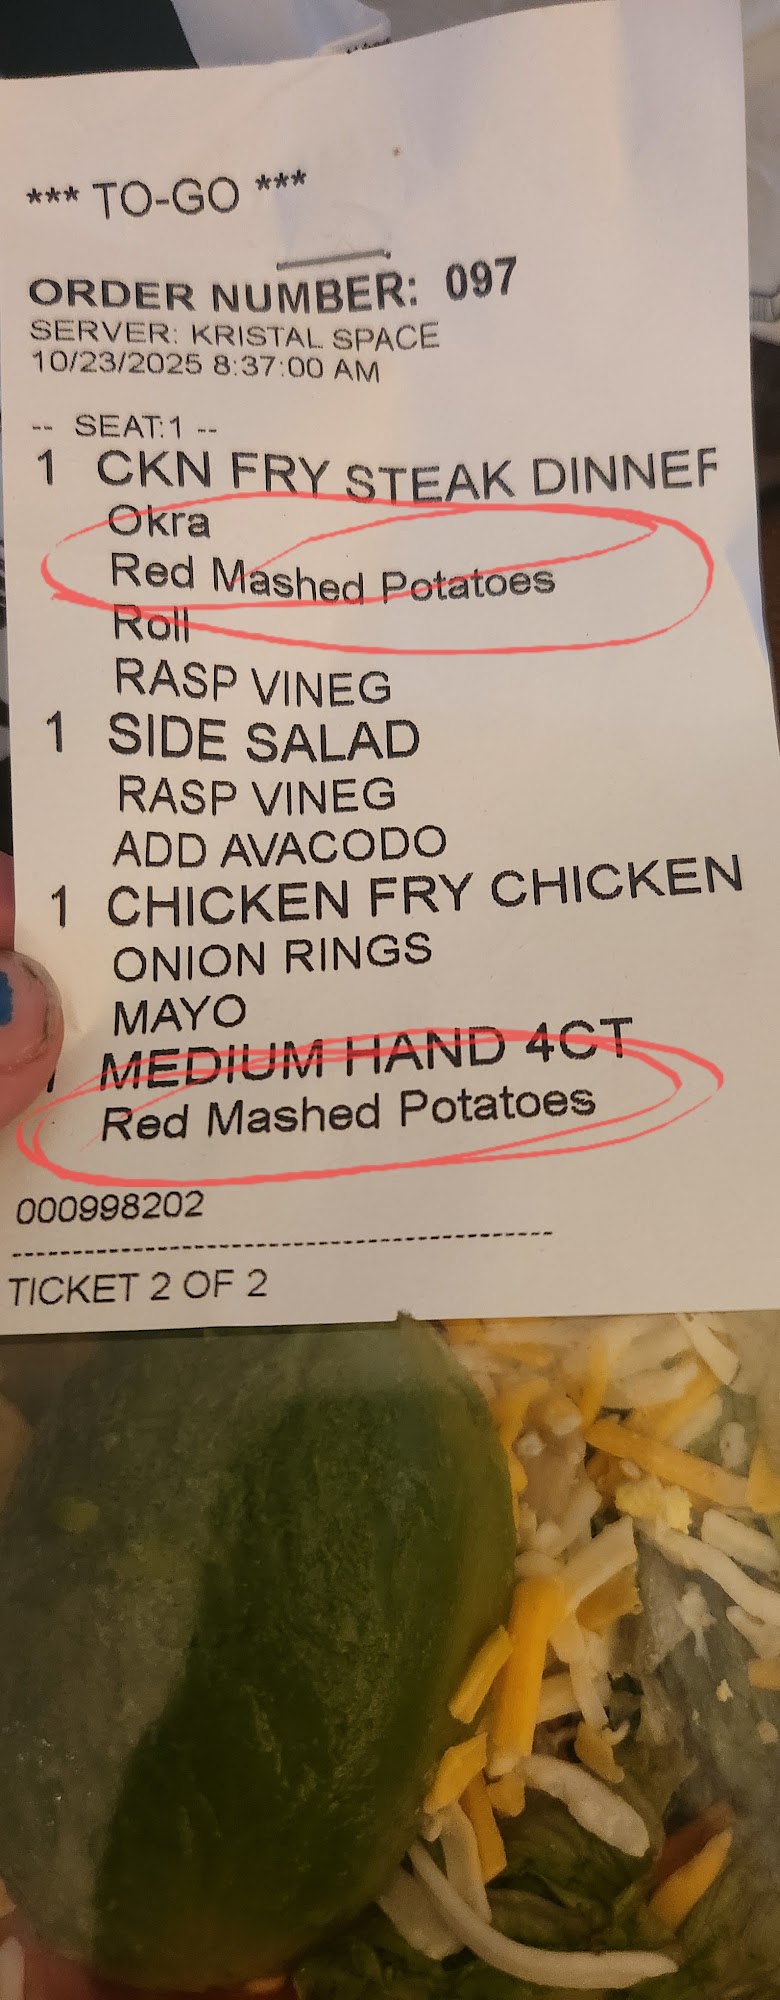 *** TO-GO ***
ORDER NUMBER: 097
SERVER: KRISTAL SPACE
10/23/2025 8:37:00 AM
-- SEAT:1 --
1 CKN FRY STEAK DINNER
Okra
Red Mashed Potatoes
Roll
RASP VINEG
1 SIDE SALAD
RASP VINEG
ADD AVACODO
1 CHICKEN FRY CHICKEN
ONION RINGS
MAYO
1 MEDIUM HAND 4CT
Red Mashed Potatoes
000998202
--------------------------------------------------
TICKET 2 OF 2